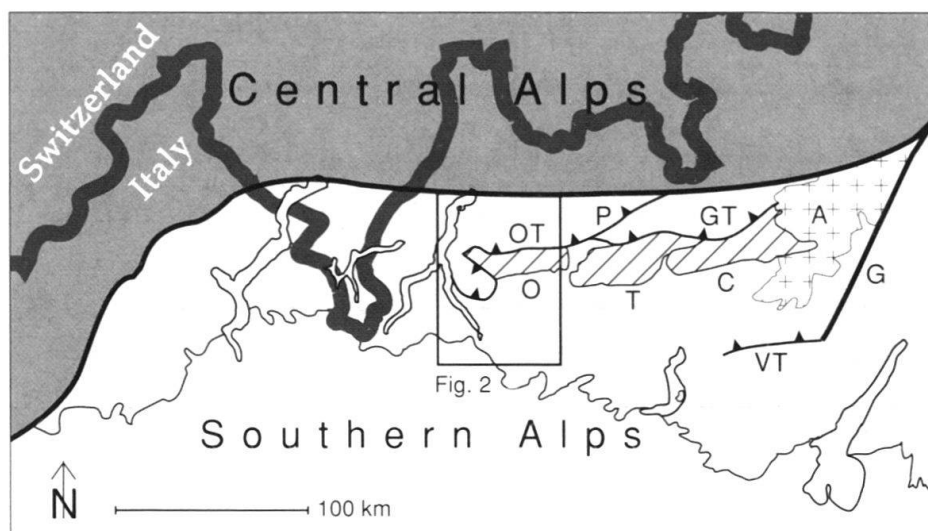 Switzerland
Italy
Central Alps
P
GT
A
OT
O
T
C
G
VT
Fig. 2
Southern Alps
N
100 km